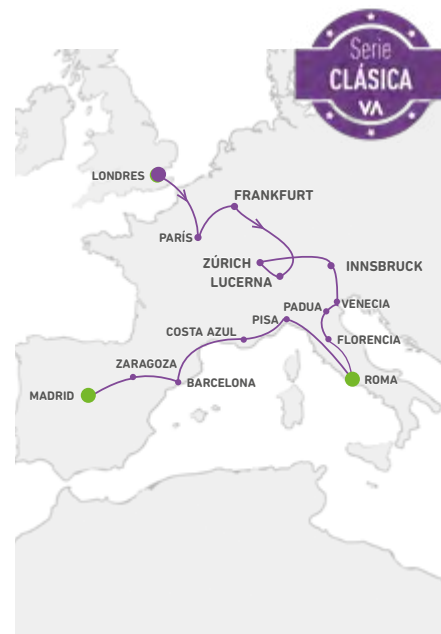 Serie
CLÁSICA
VA
LONDRES
FRANKFURT
PARÍS
ZÚRICH
INNSBRUCK
LUCERNA
PADUA
VENECIA
PISA
COSTA AZUL
FLORENCIA
ZARAGOZA
BARCELONA
ROMA
MADRID